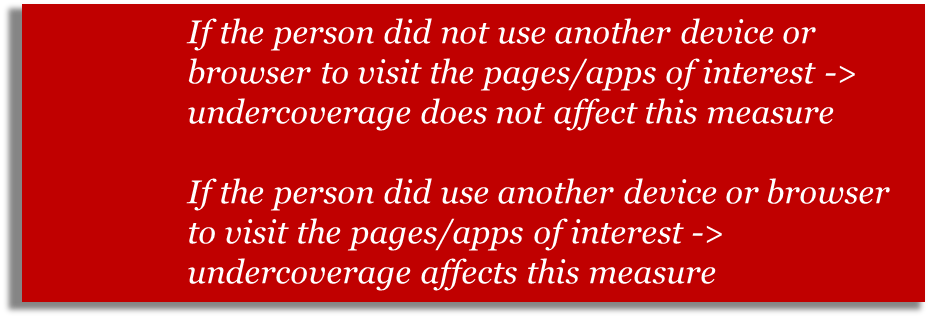 If the person did not use another device or
browser to visit the pages/apps of interest ->
undercoverage does not affect this measure
If the person did use another device or browser
to visit the pages/apps of interest ->
undercoverage affects this measure